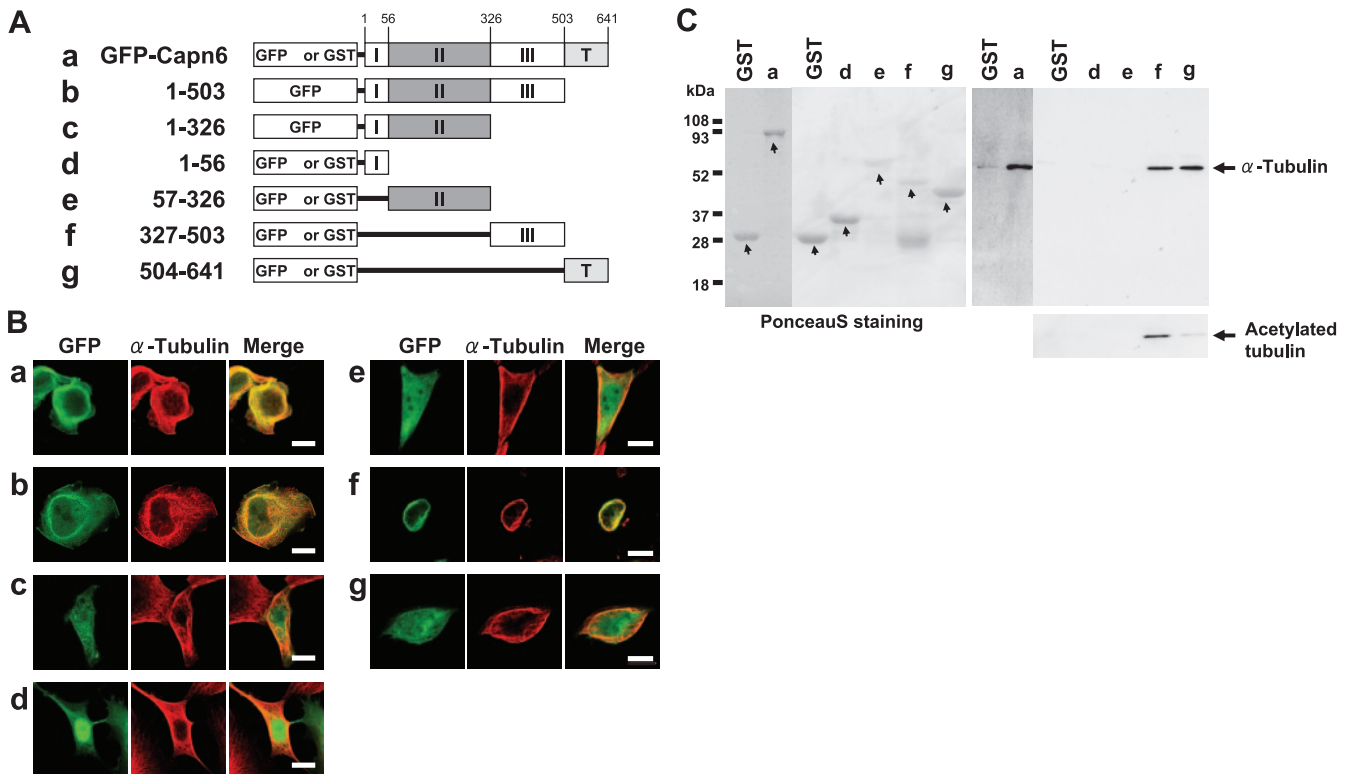 A
1 56 326 503 641
a GFP-Capn6 GFP or GST I II III T
b 1-503 GFP I II III
c 1-326 GFP I II
d 1-56 GFP or GST I
e 57-326 GFP or GST II
f 327-503 GFP or GST III
g 504-641 GFP or GST T
B
GFP α-Tubulin Merge
a
b
c
d
GFP α-Tubulin Merge
e
f
g
C
GST a GST d e f g GST a GST d e f g
kDa
108
93
52
37
28
18
α-Tubulin
PonceauS staining
Acetylated
tubulin